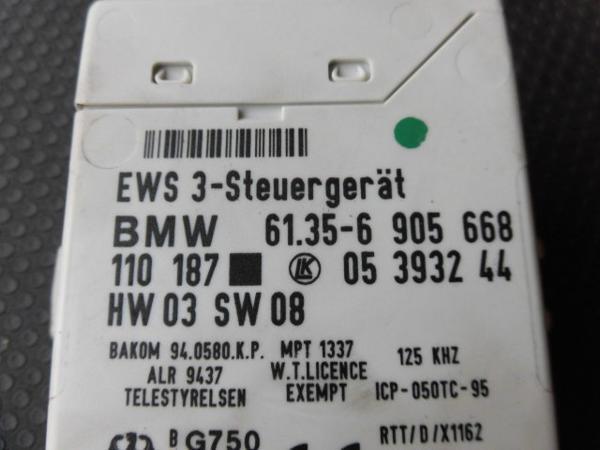 EWS 3-Steuergerät
BMW 61.35-6 905 668
110 187 LK 05 3932 44
HW 03 SW 08
BAKOM 94.0580.K.P. MPT 1337 125 KHZ
ALR 9437 W.T.LICENCE
TELESTYRELSEN EXEMPT ICP-050TC-95
B G750 RTT/D/X1162